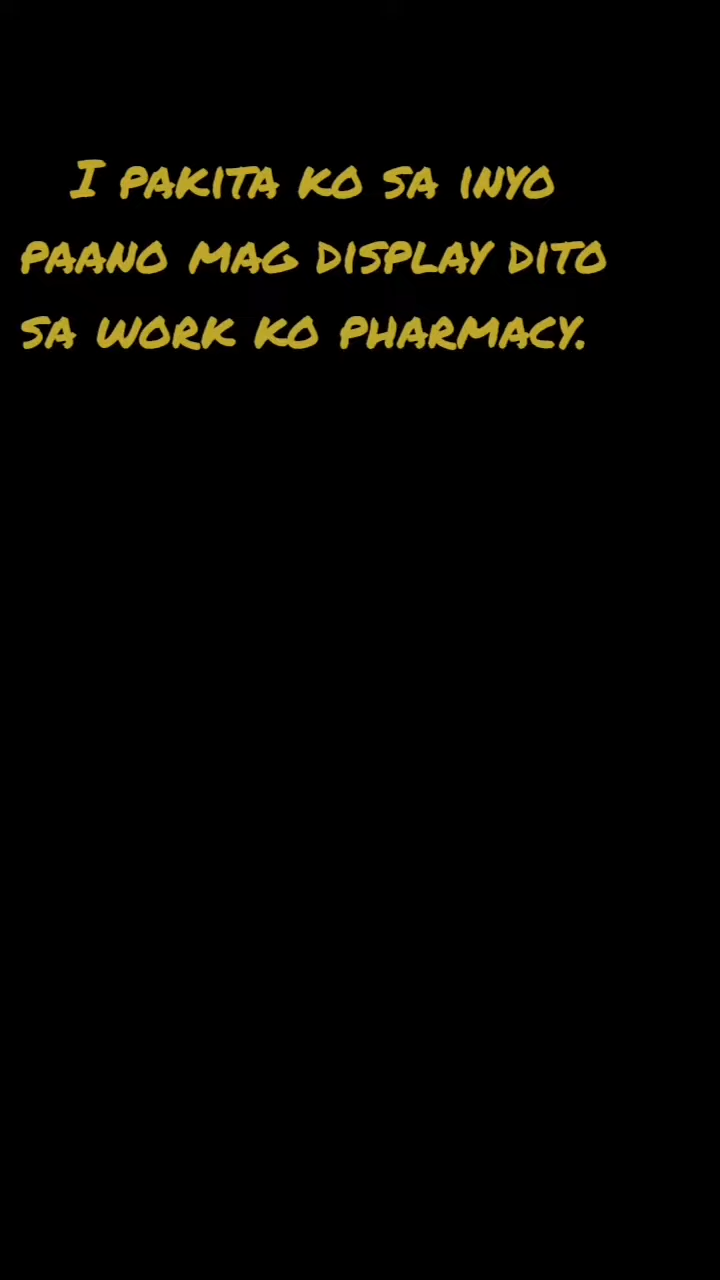 I PAKITA KO SA INYO
PAANO MAG DISPLAY DITO
SA WORK KO PHARMACY.